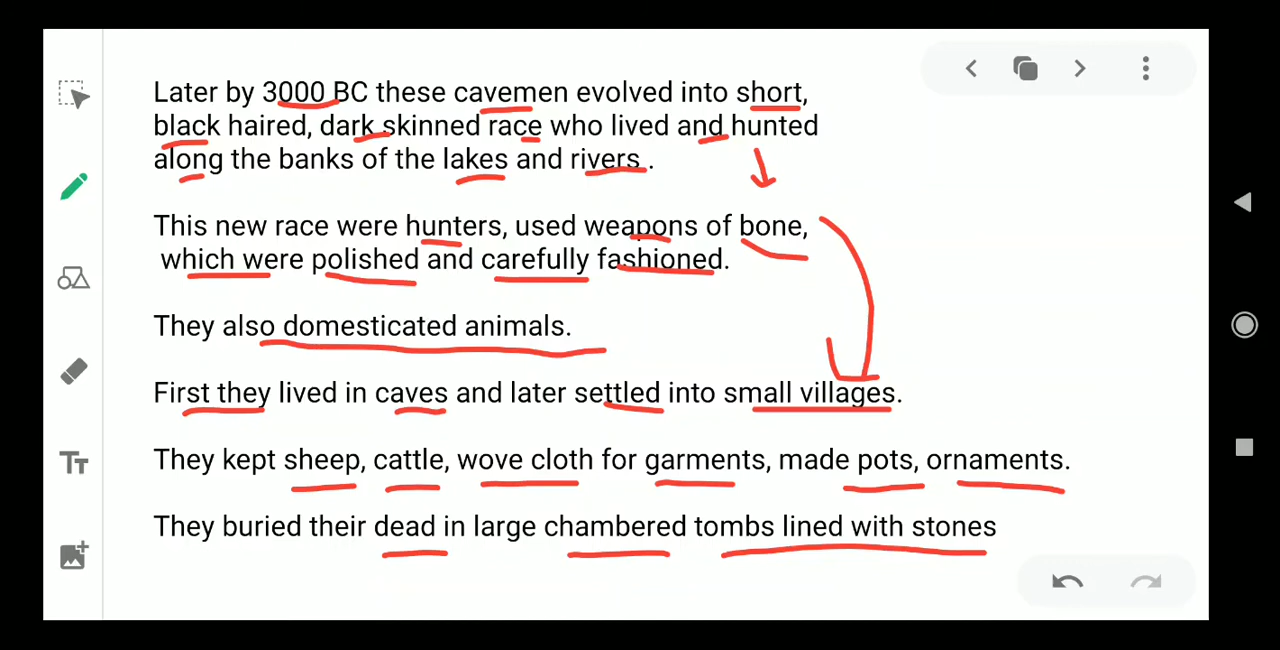 Later by 3000 BC these cavemen evolved into short,
black haired, dark skinned race who lived and hunted
along the banks of the lakes and rivers .
This new race were hunters, used weapons of bone,
which were polished and carefully fashioned.
They also domesticated animals.
First they lived in caves and later settled into small villages.
They kept sheep, cattle, wove cloth for garments, made pots, ornaments.
They buried their dead in large chambered tombs lined with stones